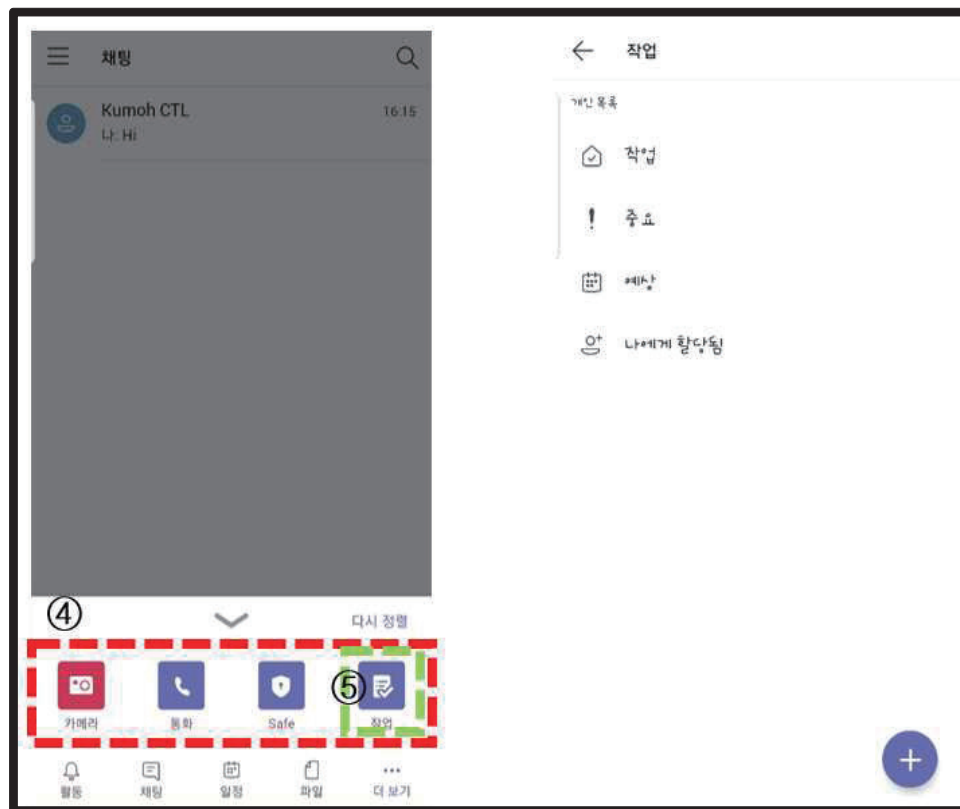 채팅
Kumoh CTL 16:15
나: Hi
④
다시 정렬
⑤
카메라 통화 Safe 작업
활동 채팅 일정 파일 더 보기
작업
개인 목록
작업
중요
예상
나에게 할당됨